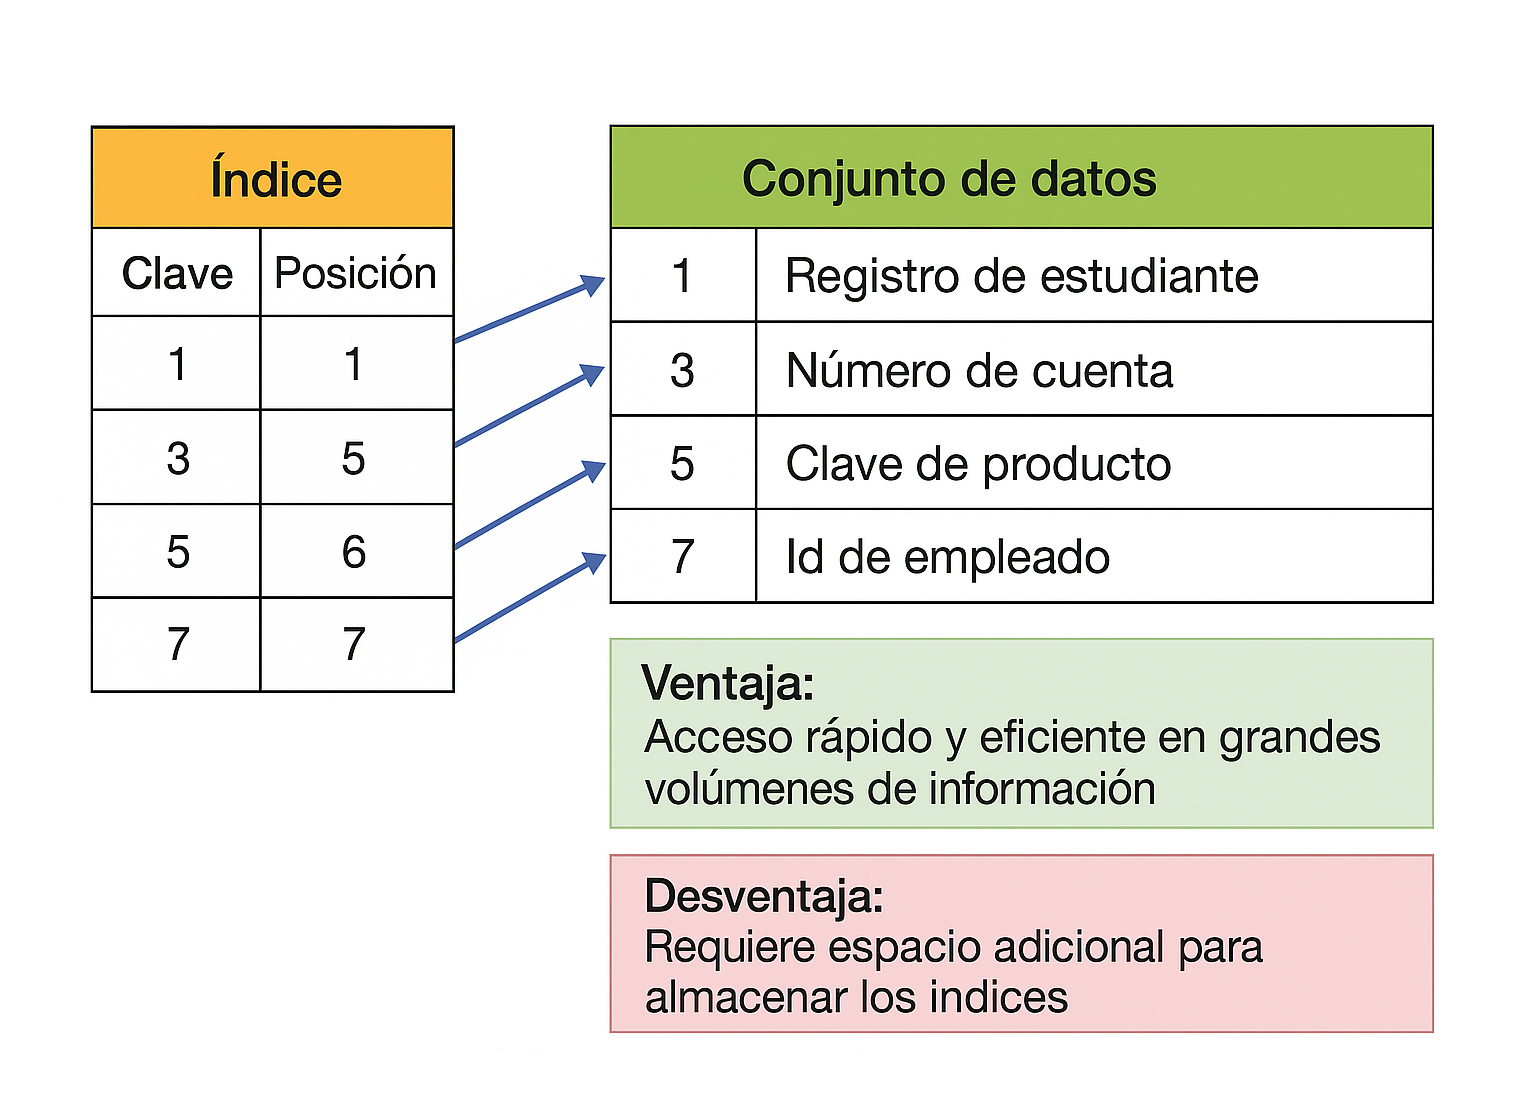 Índice
Clave Posición
1 1
3 5
5 6
7 7
Conjunto de datos
1 Registro de estudiante
3 Número de cuenta
5 Clave de producto
7 Id de empleado
Ventaja:
Acceso rápido y eficiente en grandes
volúmenes de información
Desventaja:
Requiere espacio adicional para
almacenar los indices